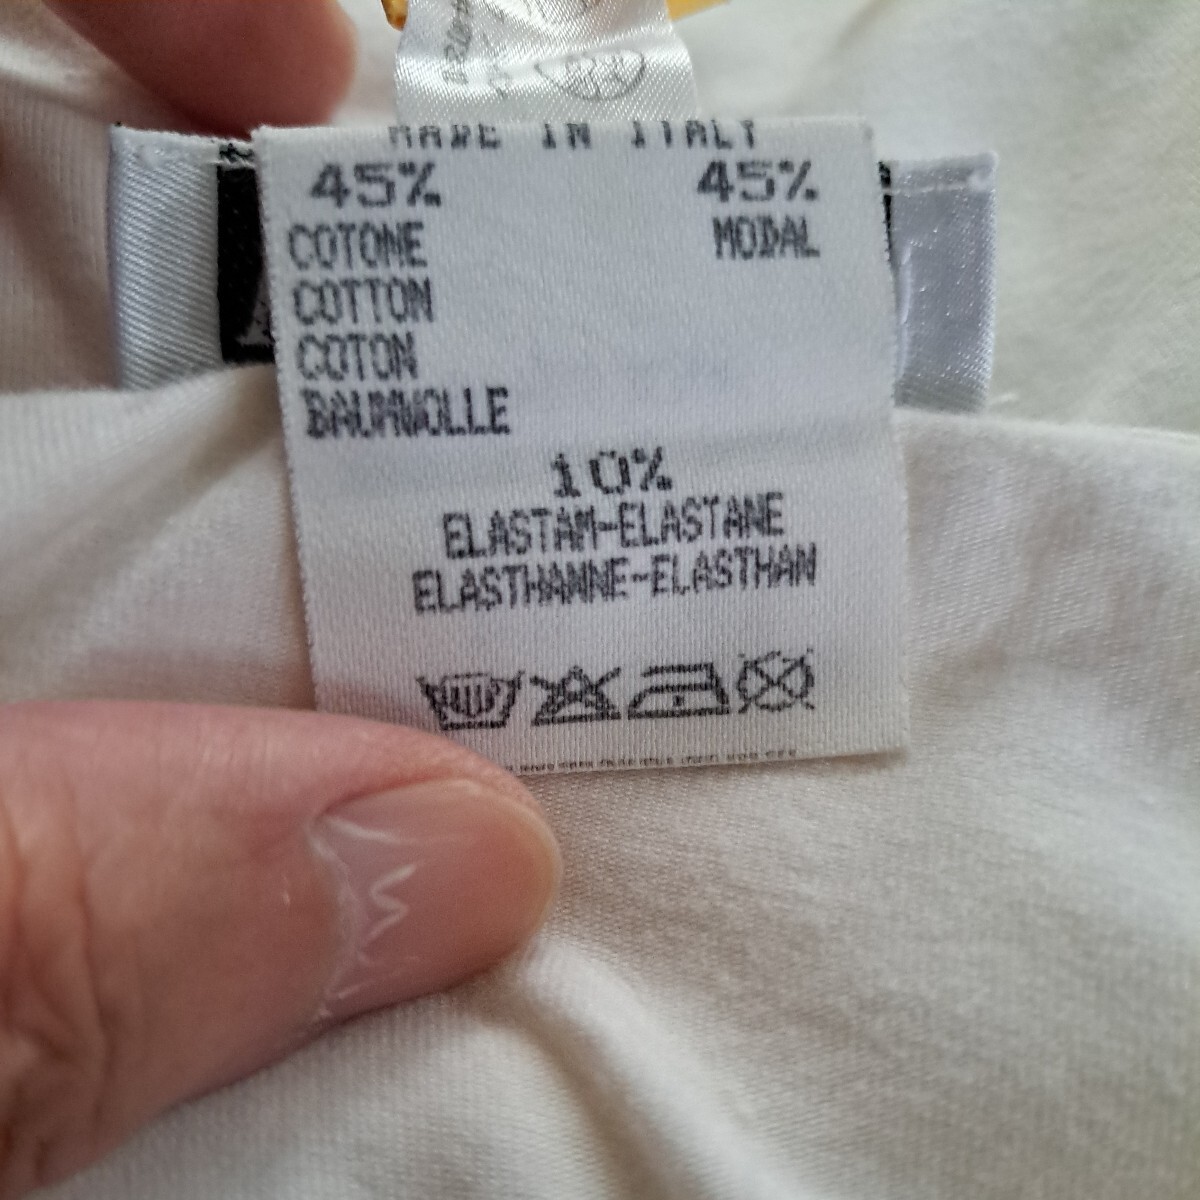 MADE IN ITALY
45% 45%
COTONE MODAL
COTTON
COTON
BAUMWOLLE
10%
ELASTAM-ELASTANE
ELASTHANNE-ELASTHAN